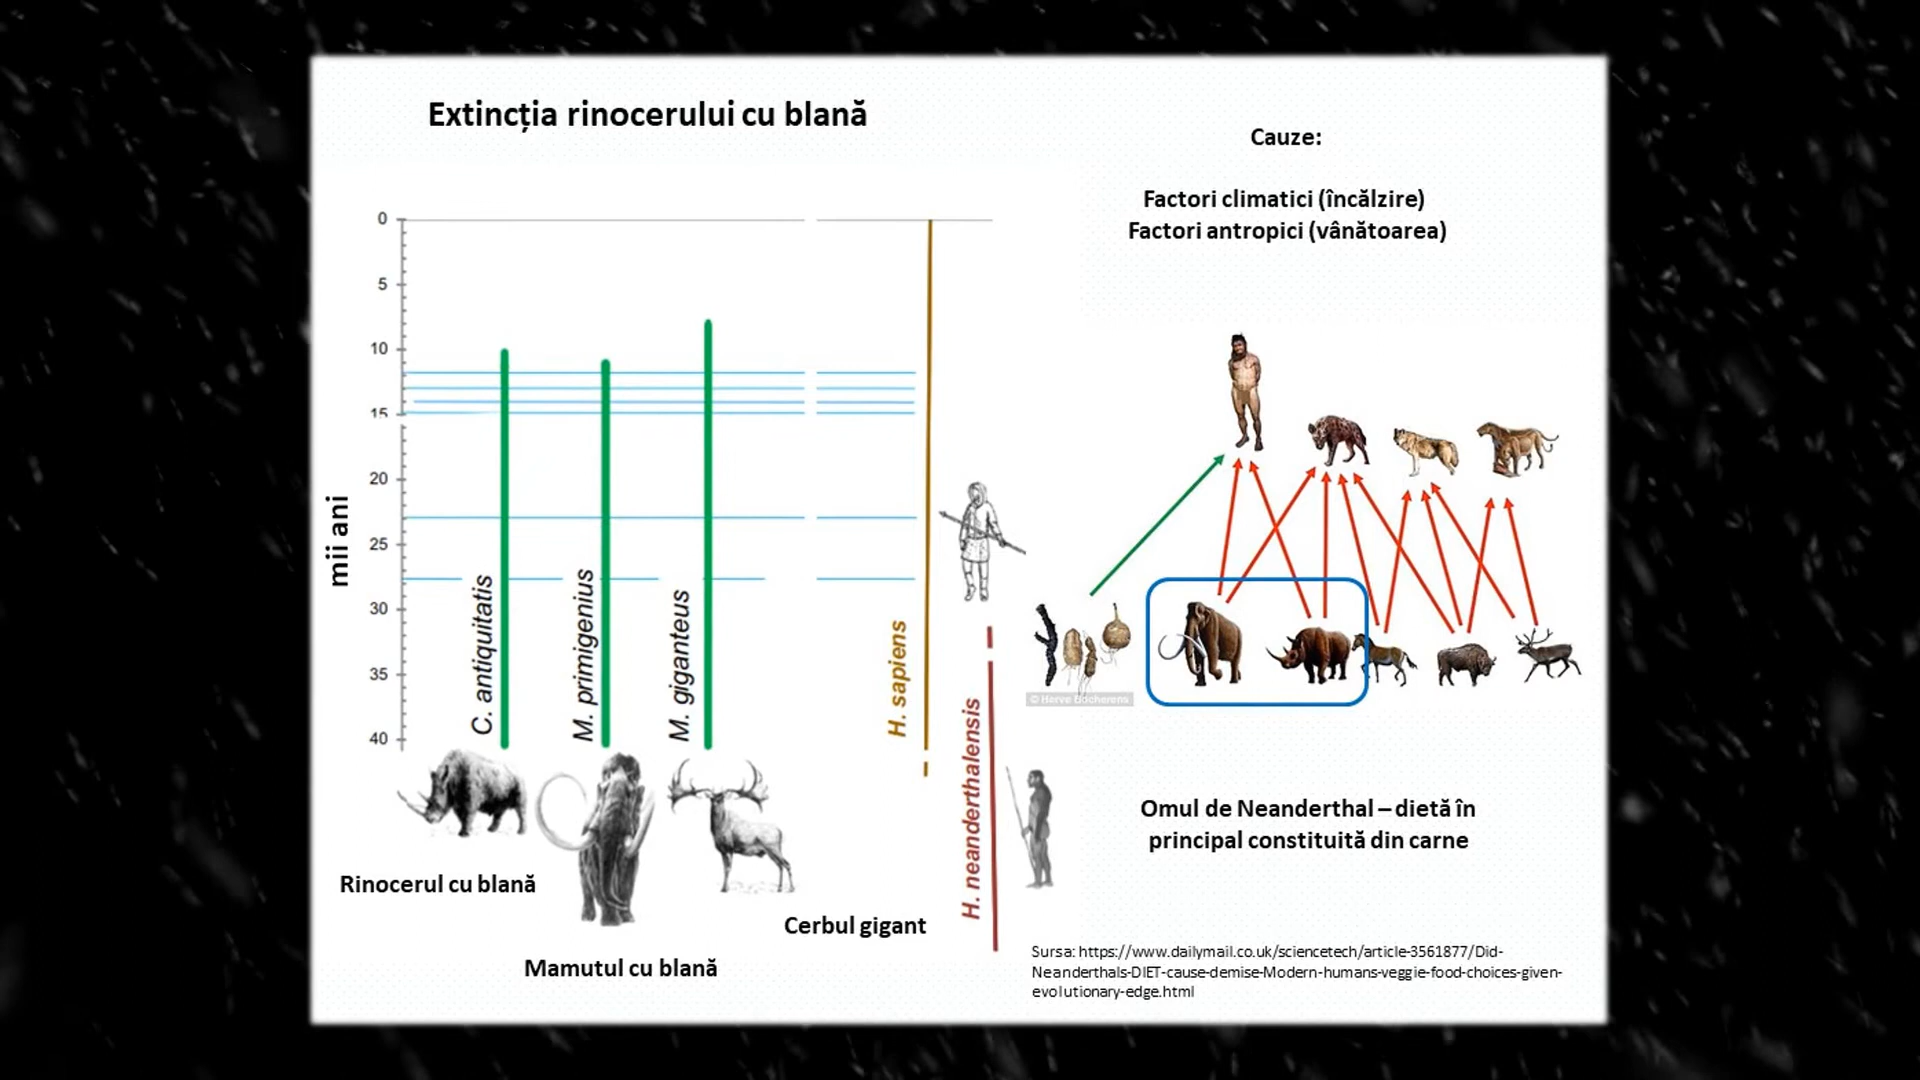 Extincția rinocerului cu blană
Cauze:
Factori climatici (încălzire)
Factori antropici (vânătoarea)
0
5
10
15
20
25
30
35
40
mii ani
C. antiquitatis
M. primigenius
M. giganteus
H. sapiens
H. neanderthalensis
© Herve Bocherens
Rinocerul cu blană
Mamutul cu blană
Cerbul gigant
Omul de Neanderthal – dietă în
principal constituită din carne
Sursa: https://www.dailymail.co.uk/sciencetech/article-3561877/Did-
Neanderthals-DIET-cause-demise-Modern-humans-veggie-food-choices-given-
evolutionary-edge.html